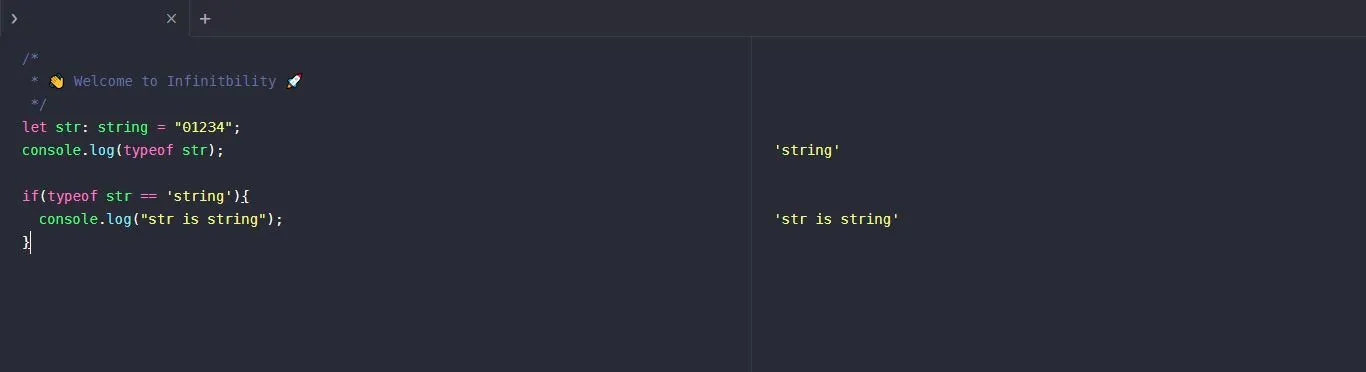 /*
* 👋 Welcome to Infinitbility 🚀
*/
let str: string = "01234";
console.log(typeof str);
'string'
if(typeof str == 'string'){
console.log("str is string");
'str is string'
}